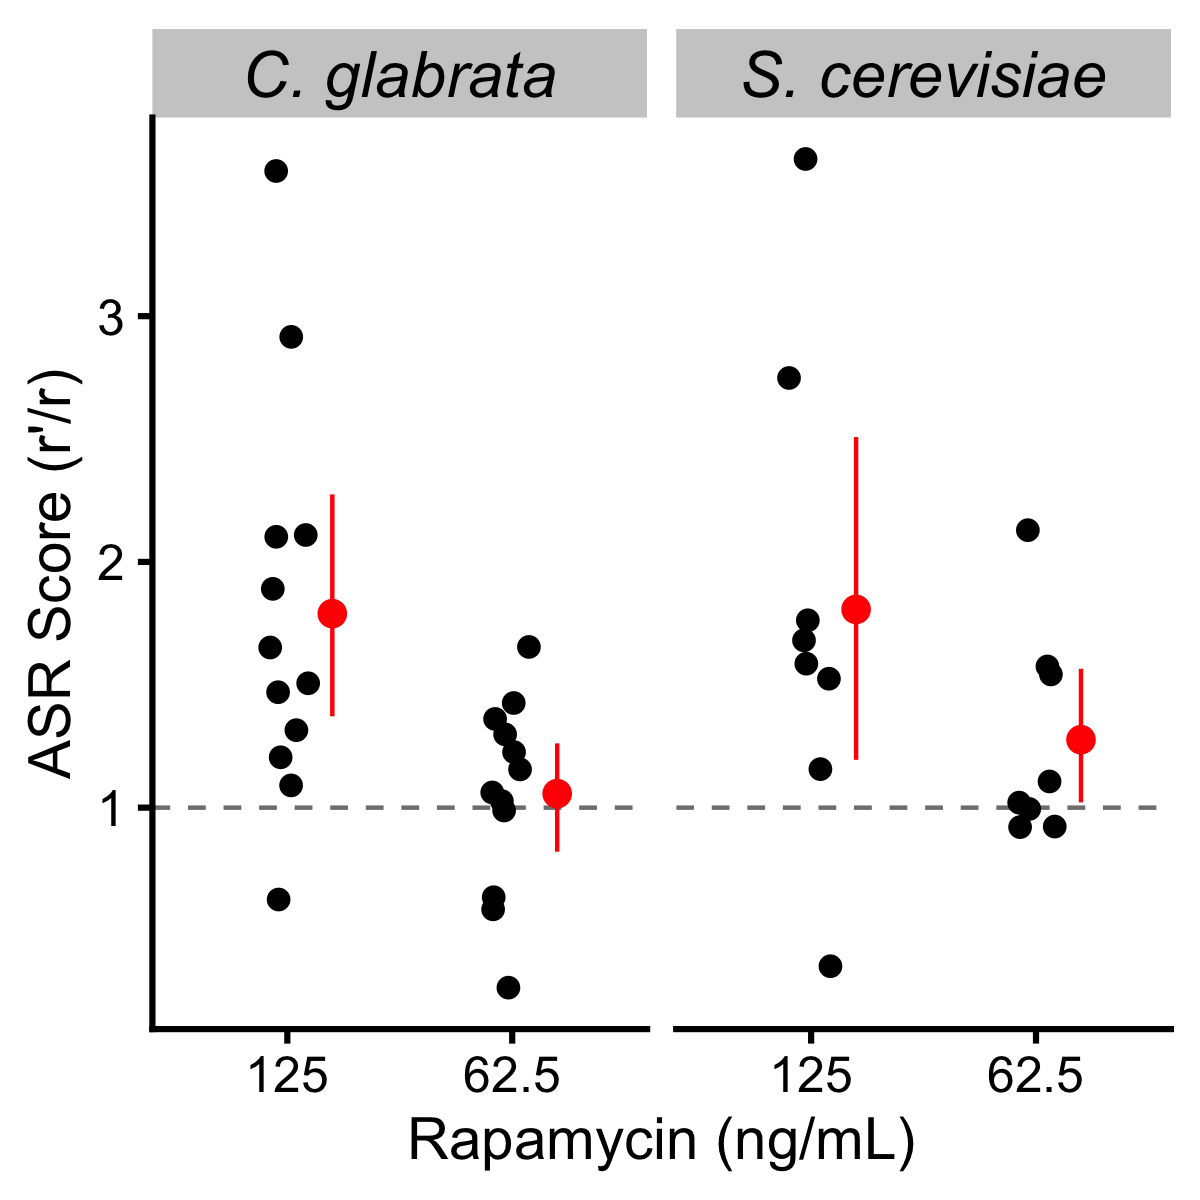 C. glabrata
S. cerevisiae
ASR Score (r'/r)
3
2
1
125
62.5
125
62.5
Rapamycin (ng/mL)